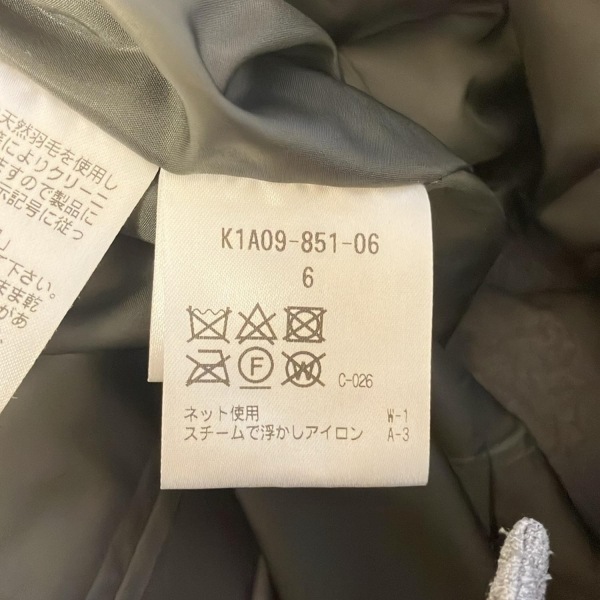 天然羽毛を使用し
によりクリーニ
ますので製品に
示記号に従っ
下さい。
まま乾
があ
K1A09-851-06
6
F W C-026
ネット使用 W-1
スチームで浮かしアイロン A-3